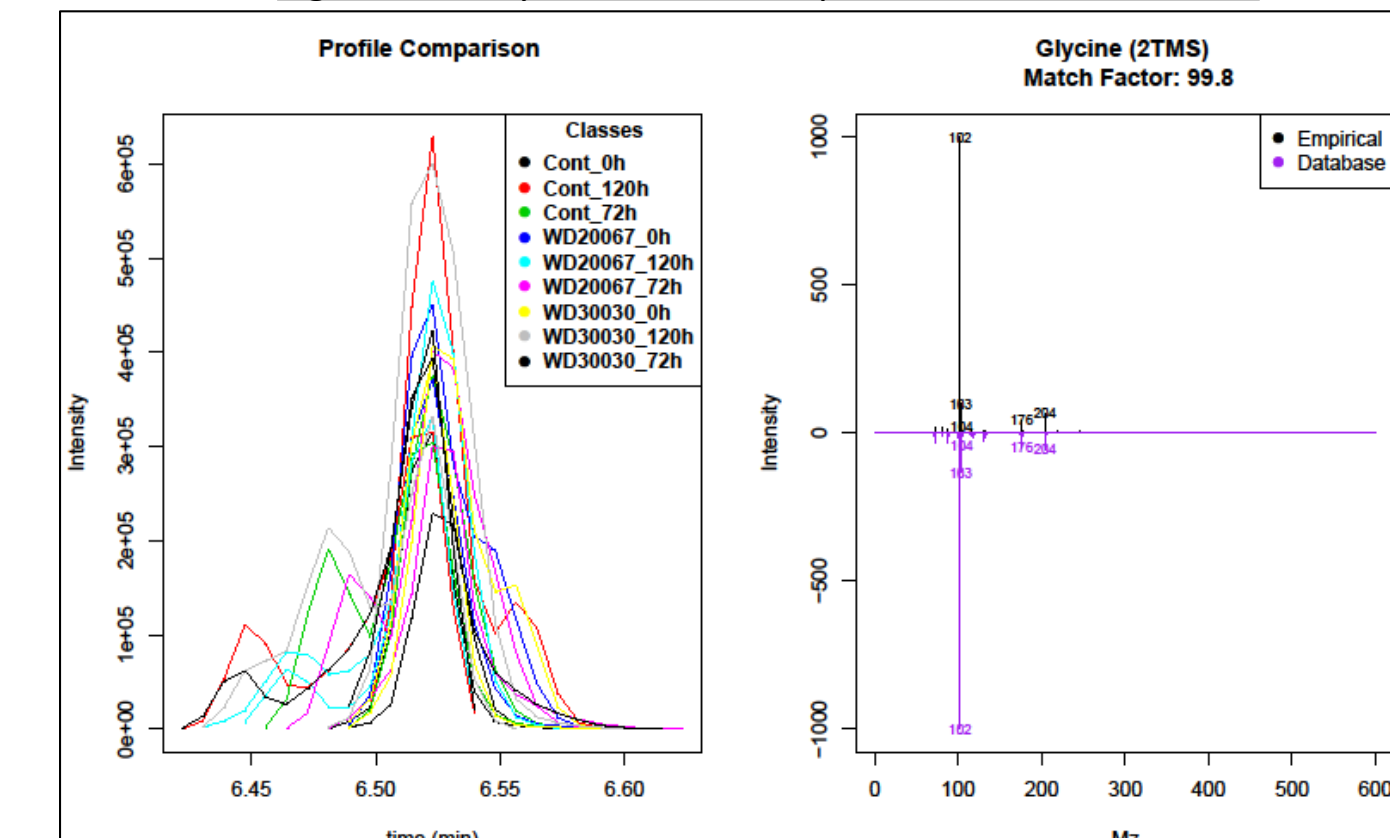 Profile Comparison
6e+05
5e+05
4e+05
3e+05
2e+05
1e+05
0e+00
Intensity
Classes
Cont_0h
Cont_120h
Cont_72h
WD20067_0h
WD20067_120h
WD20067_72h
WD30030_0h
WD30030_120h
WD30030_72h
6.45 6.50 6.55 6.60
time (min)
Glycine (2TMS)
Match Factor: 99.8
1000
500
0
−500
−1000
Intensity
Empirical
Database
102
103
104
176 204
104
176 204
103
102
0 100 200 300 400 500 600
Mz